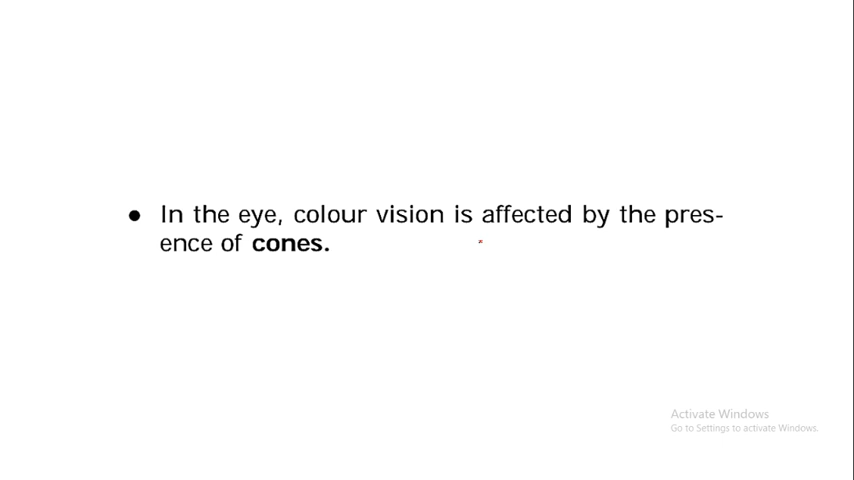 ● In the eye, colour vision is affected by the pres-
ence of cones.
Activate Windows
Go to Settings to activate Windows.